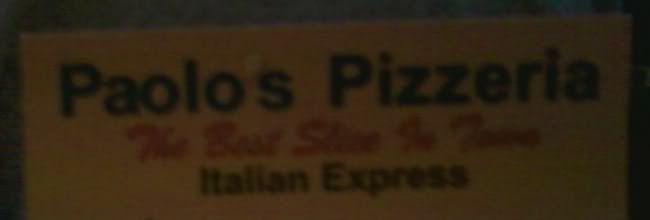 Paolo's Pizzeria
The Best Slice In Town
Italian Express